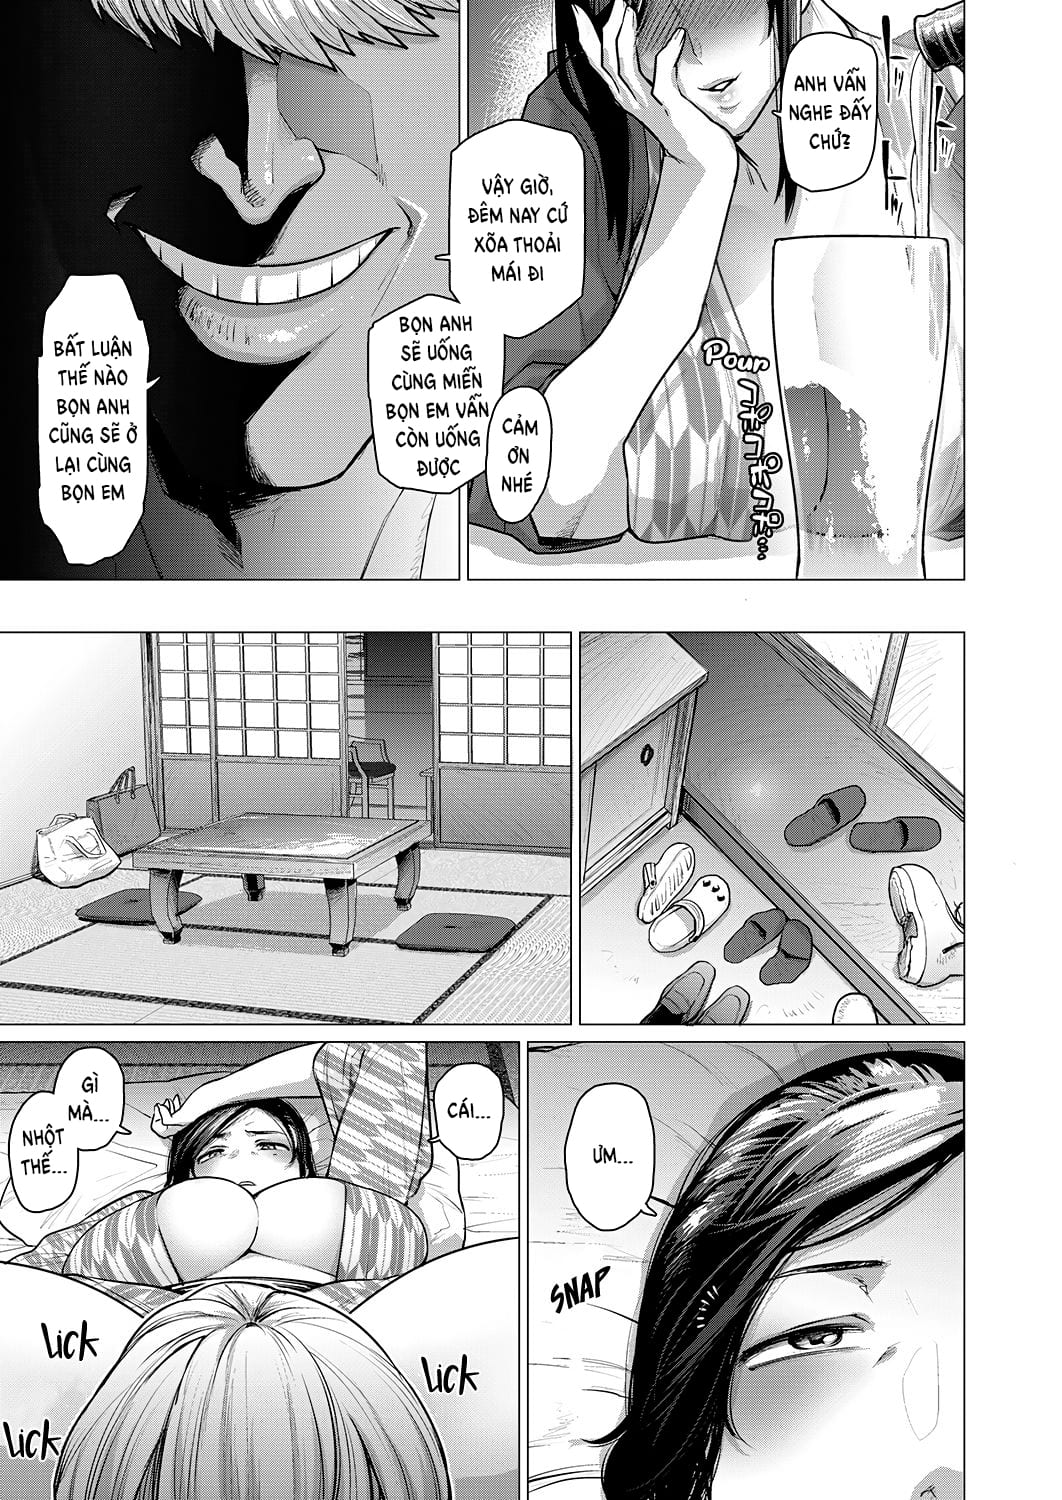 ANH VẪN
NGHE ĐẤY
CHỨ?
VẬY GIỜ,
ĐÊM NAY CỨ
XÕA THOẢI
MÁI ĐI
BỌN ANH
SẼ UỐNG
CÙNG MIỄN
BỌN EM VẪN
CÒN UỐNG
ĐƯỢC
CẢM
ƠN
NHÉ
Pour
BẤT LUẬN
THẾ NÀO
BỌN ANH
CŨNG SẼ Ở
LẠI CÙNG
BỌN EM
ỬM...
SNAP
CÁI...
GÌ
MÀ...
NHỘT
THẾ...
lick
lick
lick